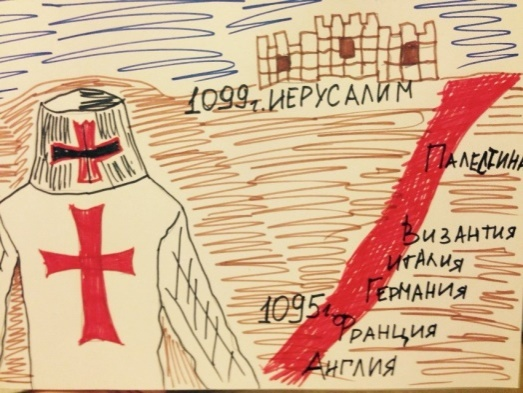 1099г. ИЕРУСАЛИМ
ПАЛЕСТИНА
ВИЗАНТИЯ
ИТАЛИЯ
ГЕРМАНИЯ
1095г.
ФРАНЦИЯ
АНГЛИЯ